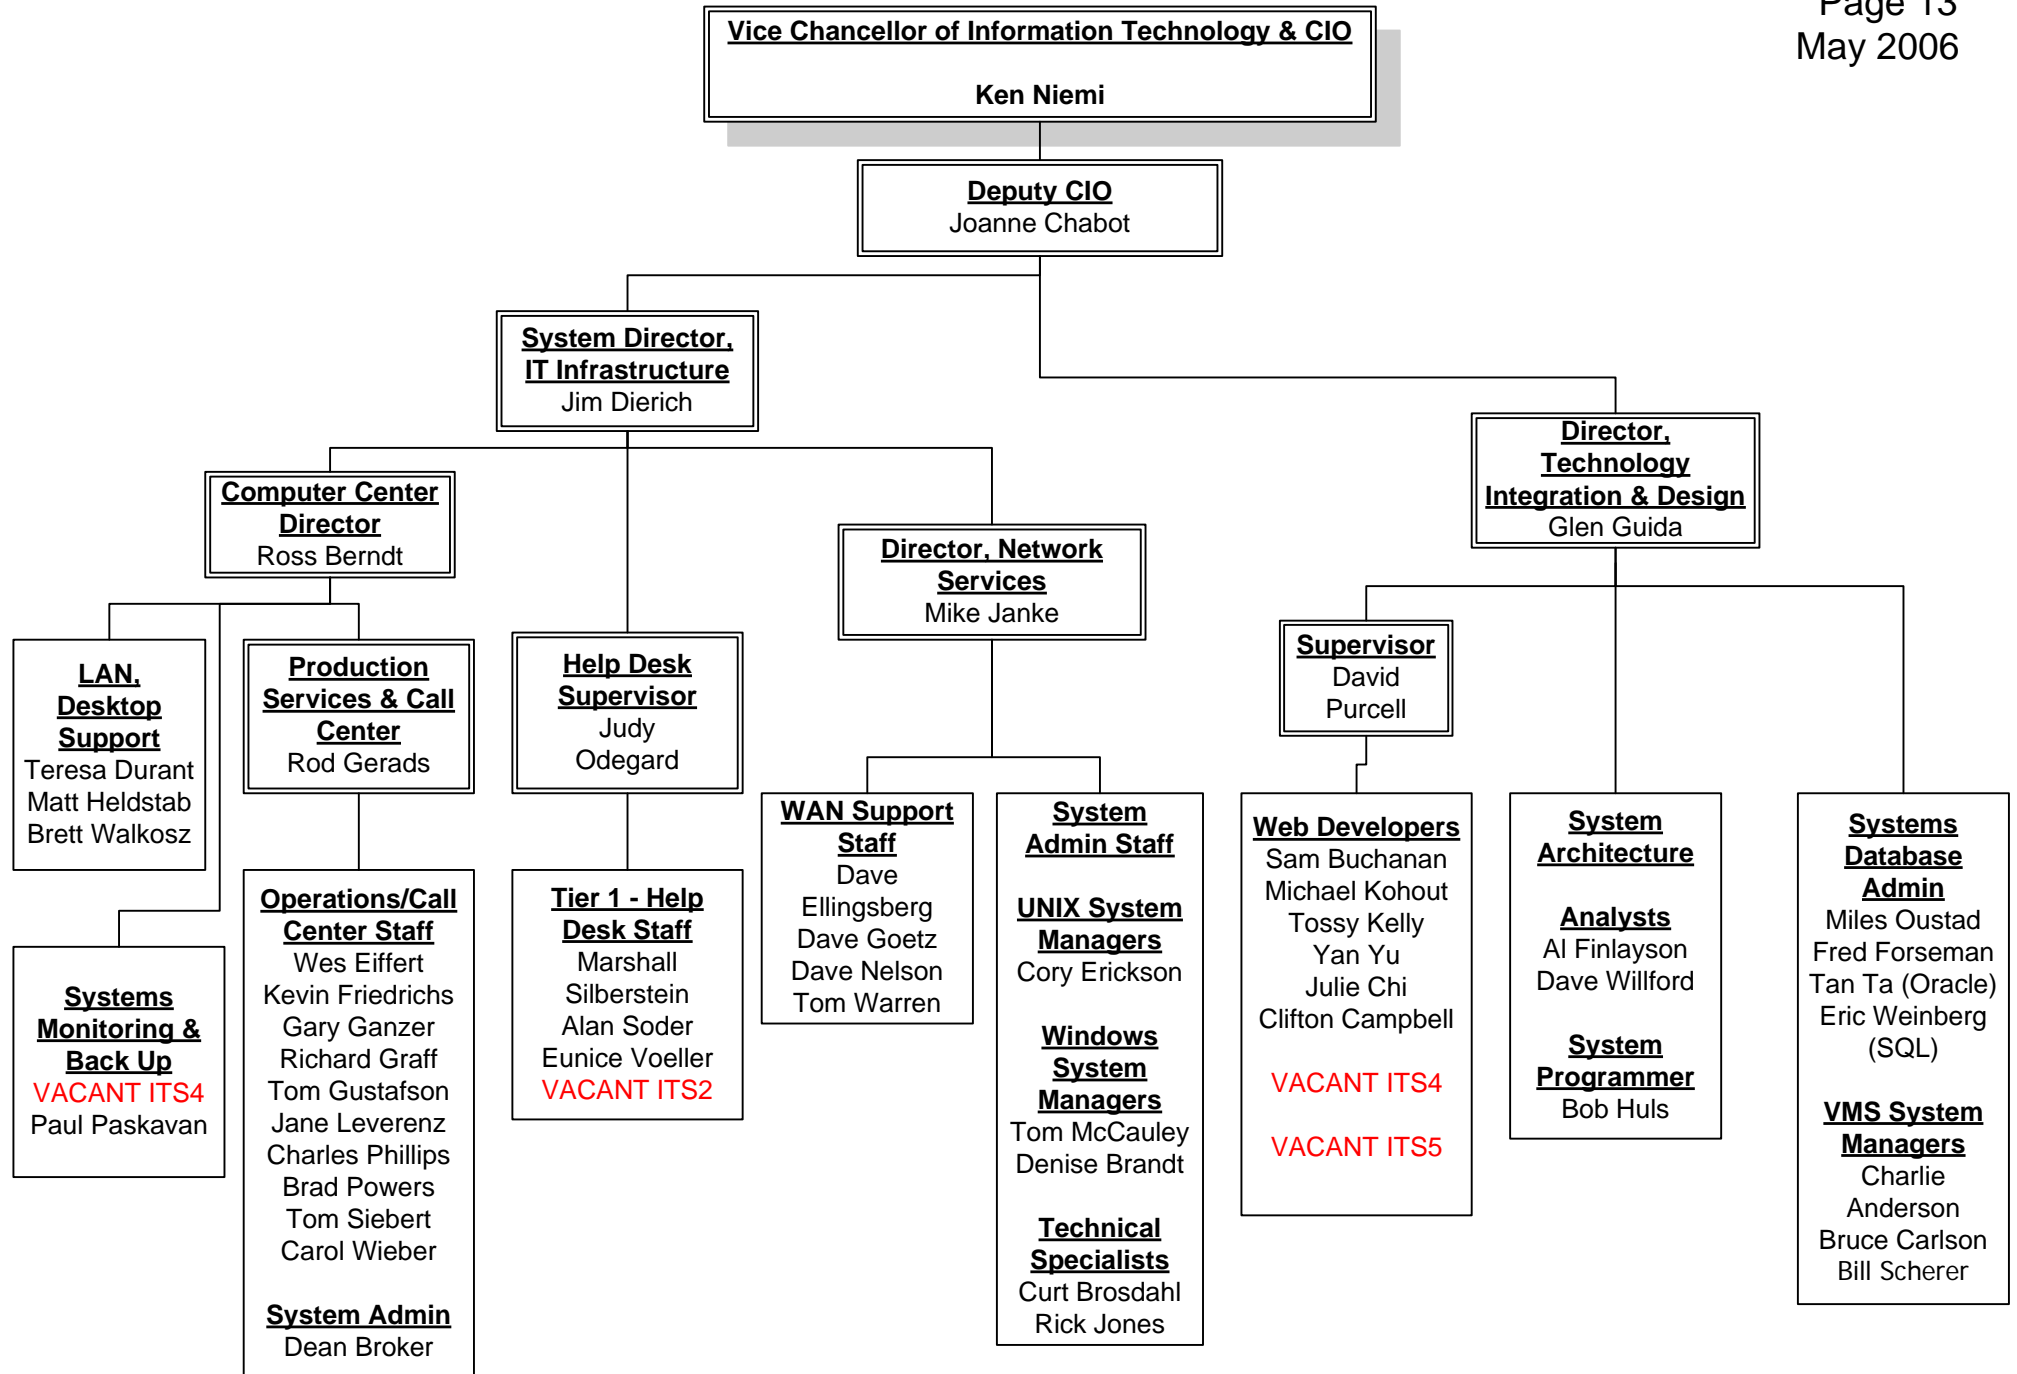 Page 13
May 2006
Vice Chancellor of Information Technology & CIO
Ken Niemi
Deputy CIO
Joanne Chabot
System Director,
IT Infrastructure
Jim Dierich
Director,
Technology
Integration & Design
Glen Guida
Computer Center
Director
Ross Berndt
Director, Network
Services
Mike Janke
Supervisor
David
Purcell
LAN,
Desktop
Support
Teresa Durant
Matt Heldstab
Brett Walkosz
Production
Services & Call
Center
Rod Gerads
Help Desk
Supervisor
Judy
Odegard
Systems
Monitoring &
Back Up
VACANT ITS4
Paul Paskavan
Operations/Call
Center Staff
Wes Eiffert
Kevin Friedrichs
Gary Ganzer
Richard Graff
Tom Gustafson
Jane Leverenz
Charles Phillips
Brad Powers
Tom Siebert
Carol Wieber
System Admin
Dean Broker
Tier 1 - Help
Desk Staff
Marshall
Silberstein
Alan Soder
Eunice Voeller
VACANT ITS2
WAN Support
Staff
Dave
Ellingsberg
Dave Goetz
Dave Nelson
Tom Warren
System
Admin Staff
UNIX System
Managers
Cory Erickson
Windows
System
Managers
Tom McCauley
Denise Brandt
Technical
Specialists
Curt Brosdahl
Rick Jones
Web Developers
Sam Buchanan
Michael Kohout
Tossy Kelly
Yan Yu
Julie Chi
Clifton Campbell
VACANT ITS4
VACANT ITS5
System
Architecture
Analysts
Al Finlayson
Dave Willford
System
Programmer
Bob Huls
Systems
Database
Admin
Miles Oustad
Fred Forseman
Tan Ta (Oracle)
Eric Weinberg
(SQL)
VMS System
Managers
Charlie
Anderson
Bruce Carlson
Bill Scherer